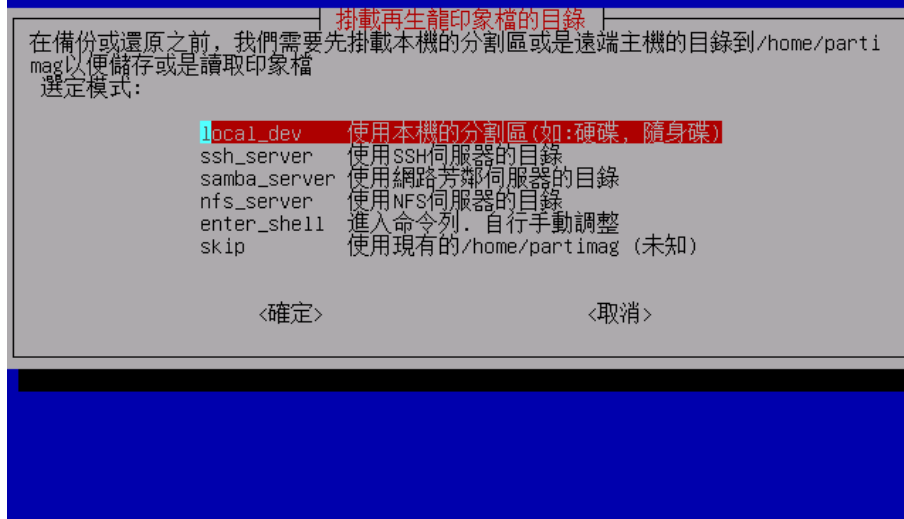 掛載再生龍印象檔的目錄
在備份或還原之前, 我們需要先掛載本機的分割區或是遠端主機的目錄到/home/parti
mag以便儲存或是讀取印象檔
選定模式:
local_dev 使用本機的分割區(如:硬碟, 隨身碟)
ssh_server 使用SSH伺服器的目錄
samba_server 使用網路芳鄰伺服器的目錄
nfs_server 使用NFS伺服器的目錄
enter_shell 進入命令列. 自行手動調整
skip 使用現有的/home/partimag (未知)
<確定> <取消>